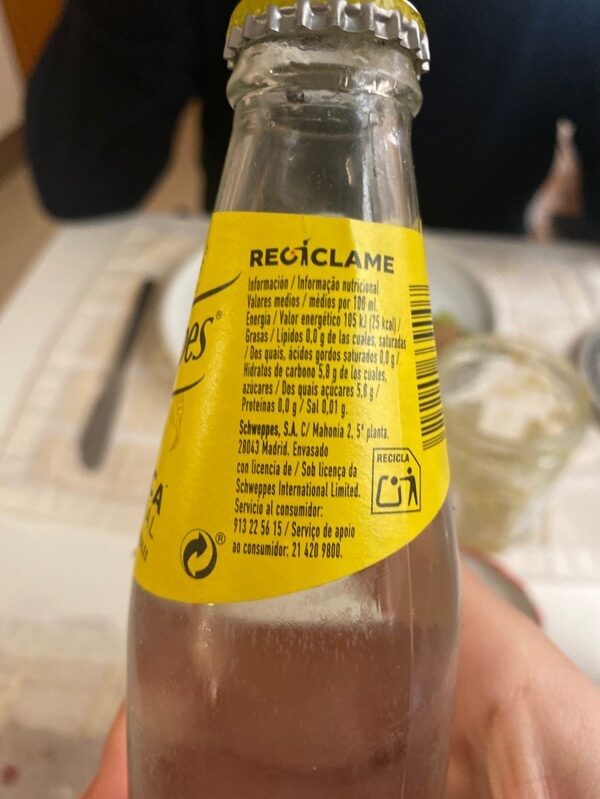 RECICLAME
Información / Informação nutricional
Valores medios / médios por 100 ml.
Energia / Valor energético 105 kJ (25 kcal) /
Grasas / Lípidos 0,0 g de las cuales, saturadas
/ Dos quais, ácidos gordos saturados 0,0 g /
Hidratos de carbono 5,8 g de los cuales,
azúcares / Dos quais açúcares 5,8 g /
Proteínas 0,0 g / Sal 0,01 g.
Schweppes, S.A. C/ Mahonia 2, 5ª planta.
28043 Madrid. Envasado
con licencia de / Sob licença da
Schweppes International Limited.
Servicio al consumidor:
913 22 56 15 / Serviço de apoio
ao consumidor: 21 420 9800.
RECICLA
es®
®